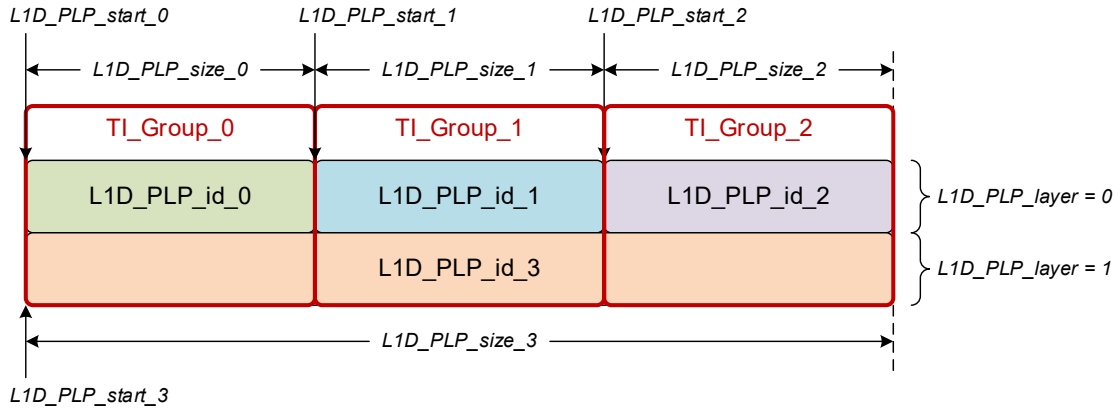 L1D_PLP_start_0 L1D_PLP_start_1 L1D_PLP_start_2
L1D_PLP_size_0 L1D_PLP_size_1 L1D_PLP_size_2
TI_Group_0 TI_Group_1 TI_Group_2
L1D_PLP_id_0 L1D_PLP_id_1 L1D_PLP_id_2 L1D_PLP_layer = 0
L1D_PLP_id_3 L1D_PLP_layer = 1
L1D_PLP_size_3
L1D_PLP_start_3